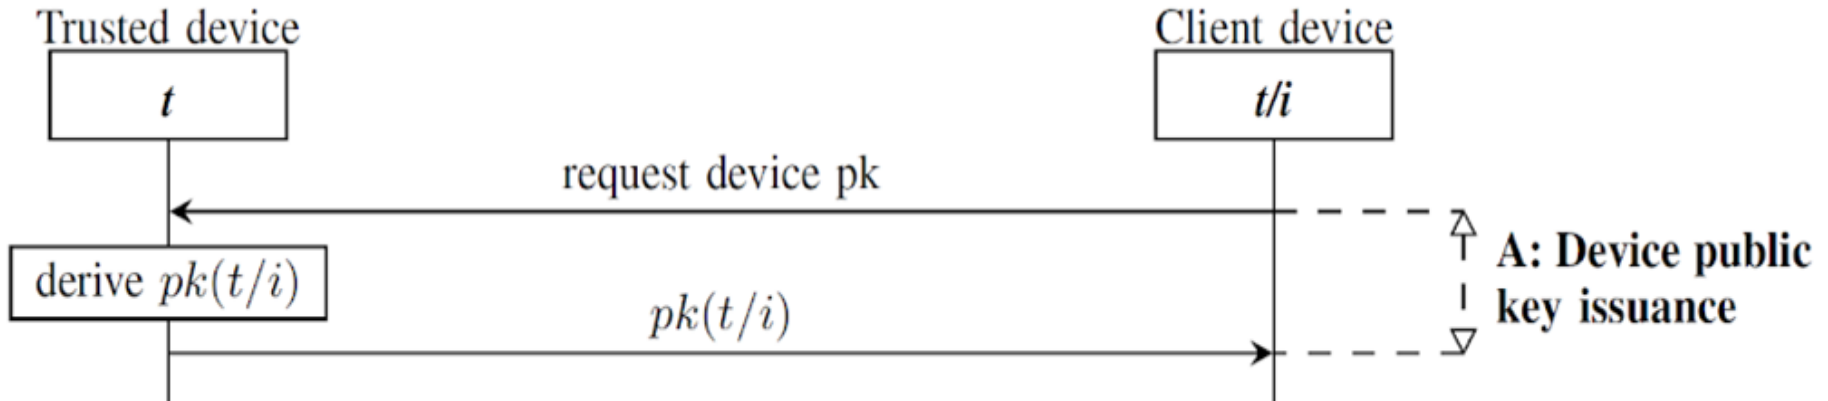 Trusted device
Client device
t
t/i
request device pk
derive pk(t/i)
pk(t/i)
A: Device public
key issuance